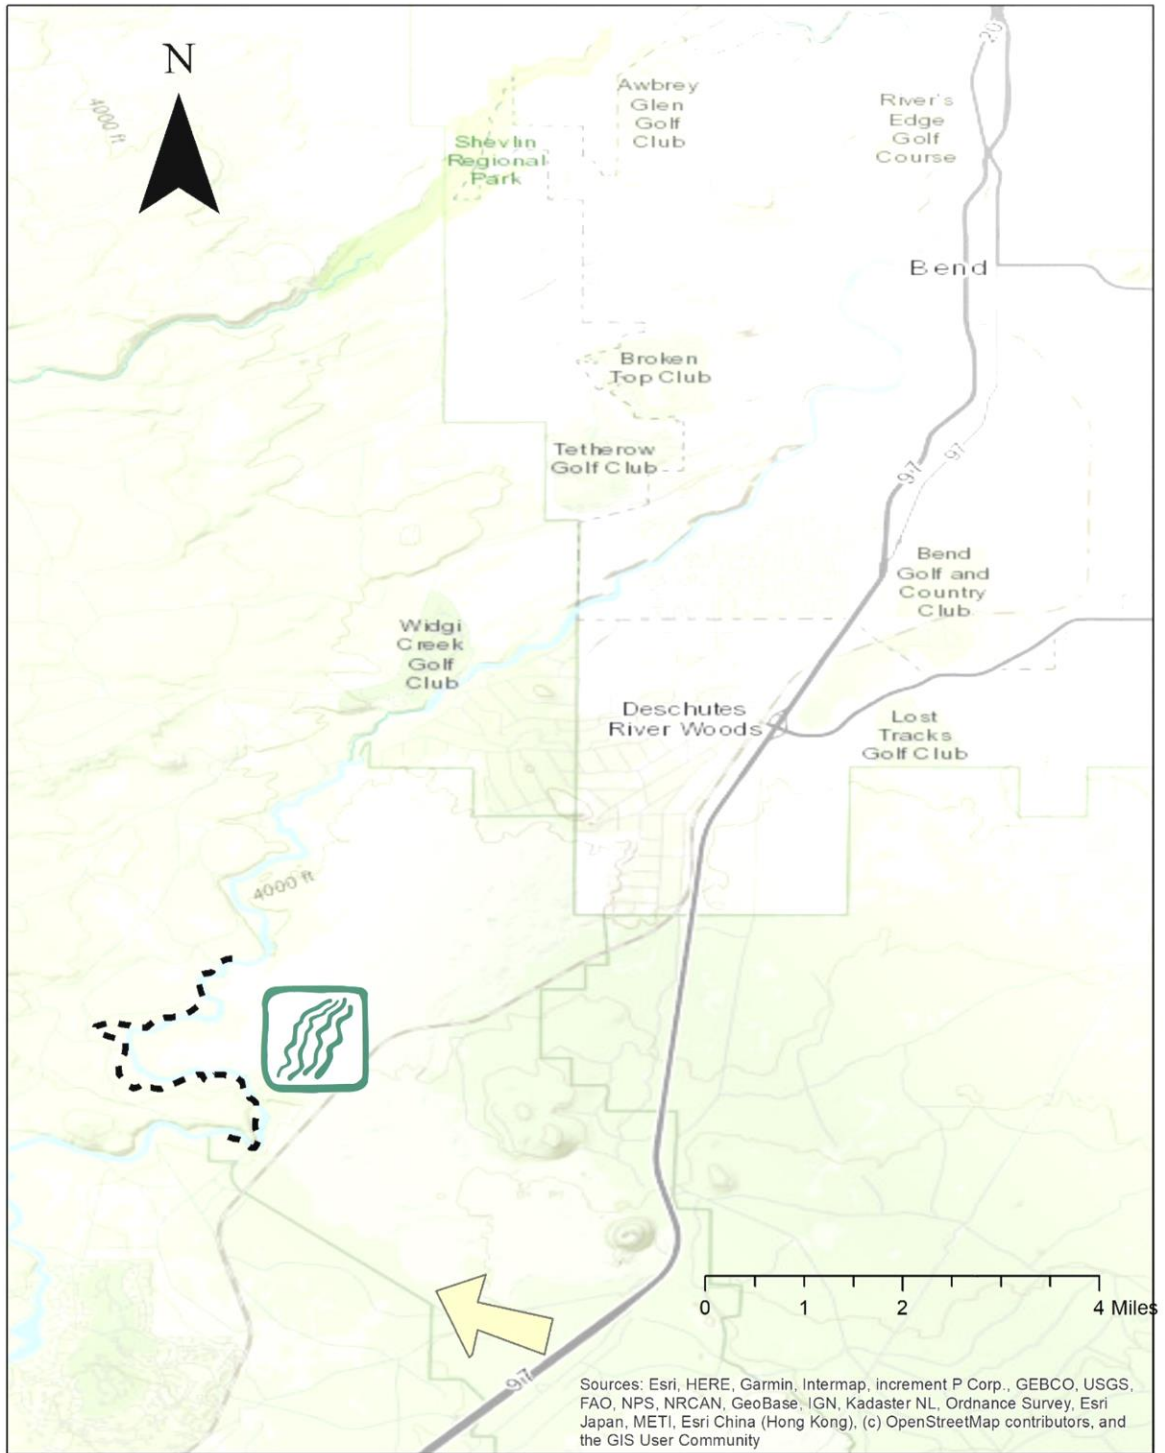 N
20
4000 ft
Awbrey
Glen
Golf
Club
River's
Edge
Golf
Course
Shevlin
Regional
Park
Bend
Broken
Top Club
Tetherow
Golf Club
97
97
Bend
Golf and
Country
Club
Widgi
Creek
Golf
Club
Deschutes
River Woods
Lost
Tracks
Golf Club
4000 ft
0 1 2 4 Miles
97
Sources: Esri, HERE, Garmin, Intermap, increment P Corp., GEBCO, USGS,
FAO, NPS, NRCAN, GeoBase, IGN, Kadaster NL, Ordnance Survey, Esri
Japan, METI, Esri China (Hong Kong), (c) OpenStreetMap contributors, and
the GIS User Community